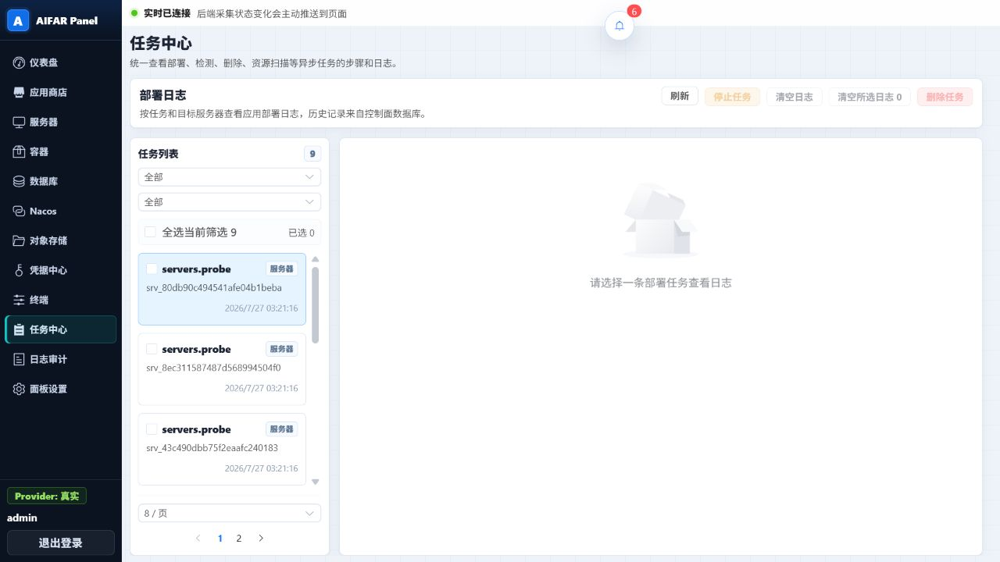 A AIFAR Panel
实时已连接 后端采集状态变化会主动推送到页面
6
仪表盘
应用商店
服务器
容器
数据库
Nacos
对象存储
凭据中心
终端
任务中心
日志审计
面板设置
Provider: 真实
admin
退出登录
任务中心
统一查看部署、检测、删除、资源扫描等异步任务的步骤和日志。
部署日志
按任务和目标服务器查看应用部署日志，历史记录来自控制面数据库。
刷新 停止任务 清空日志 清空所选日志 0 删除任务
任务列表 9
全部
全部
全选当前筛选 9 已选 0
servers.probe 服务器
srv_80db90c494541afe04b1beba
2026/7/27 03:21:16
servers.probe 服务器
srv_8ec311587487d568994504f0
2026/7/27 03:21:16
servers.probe 服务器
srv_43c490dbb75f2eaafc240183
2026/7/27 03:21:16
8 / 页
1 2
请选择一条部署任务查看日志